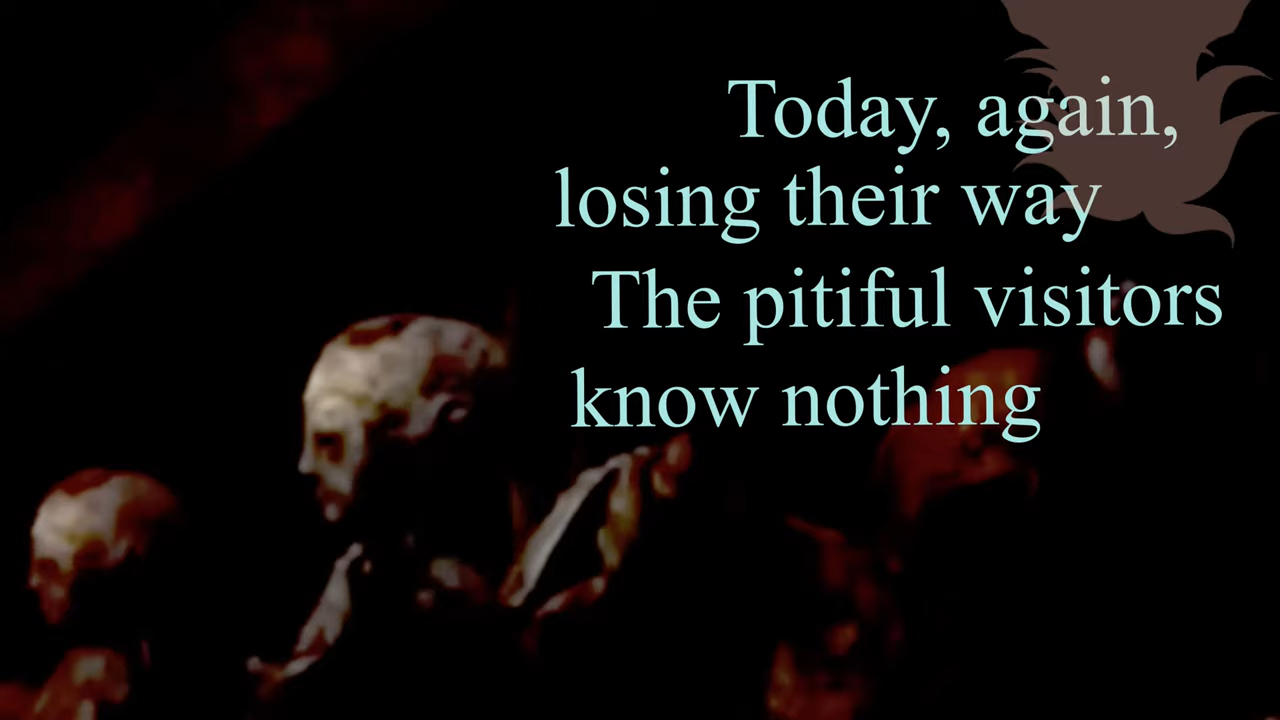 Today, again,
losing their way
The pitiful visitors
know nothing